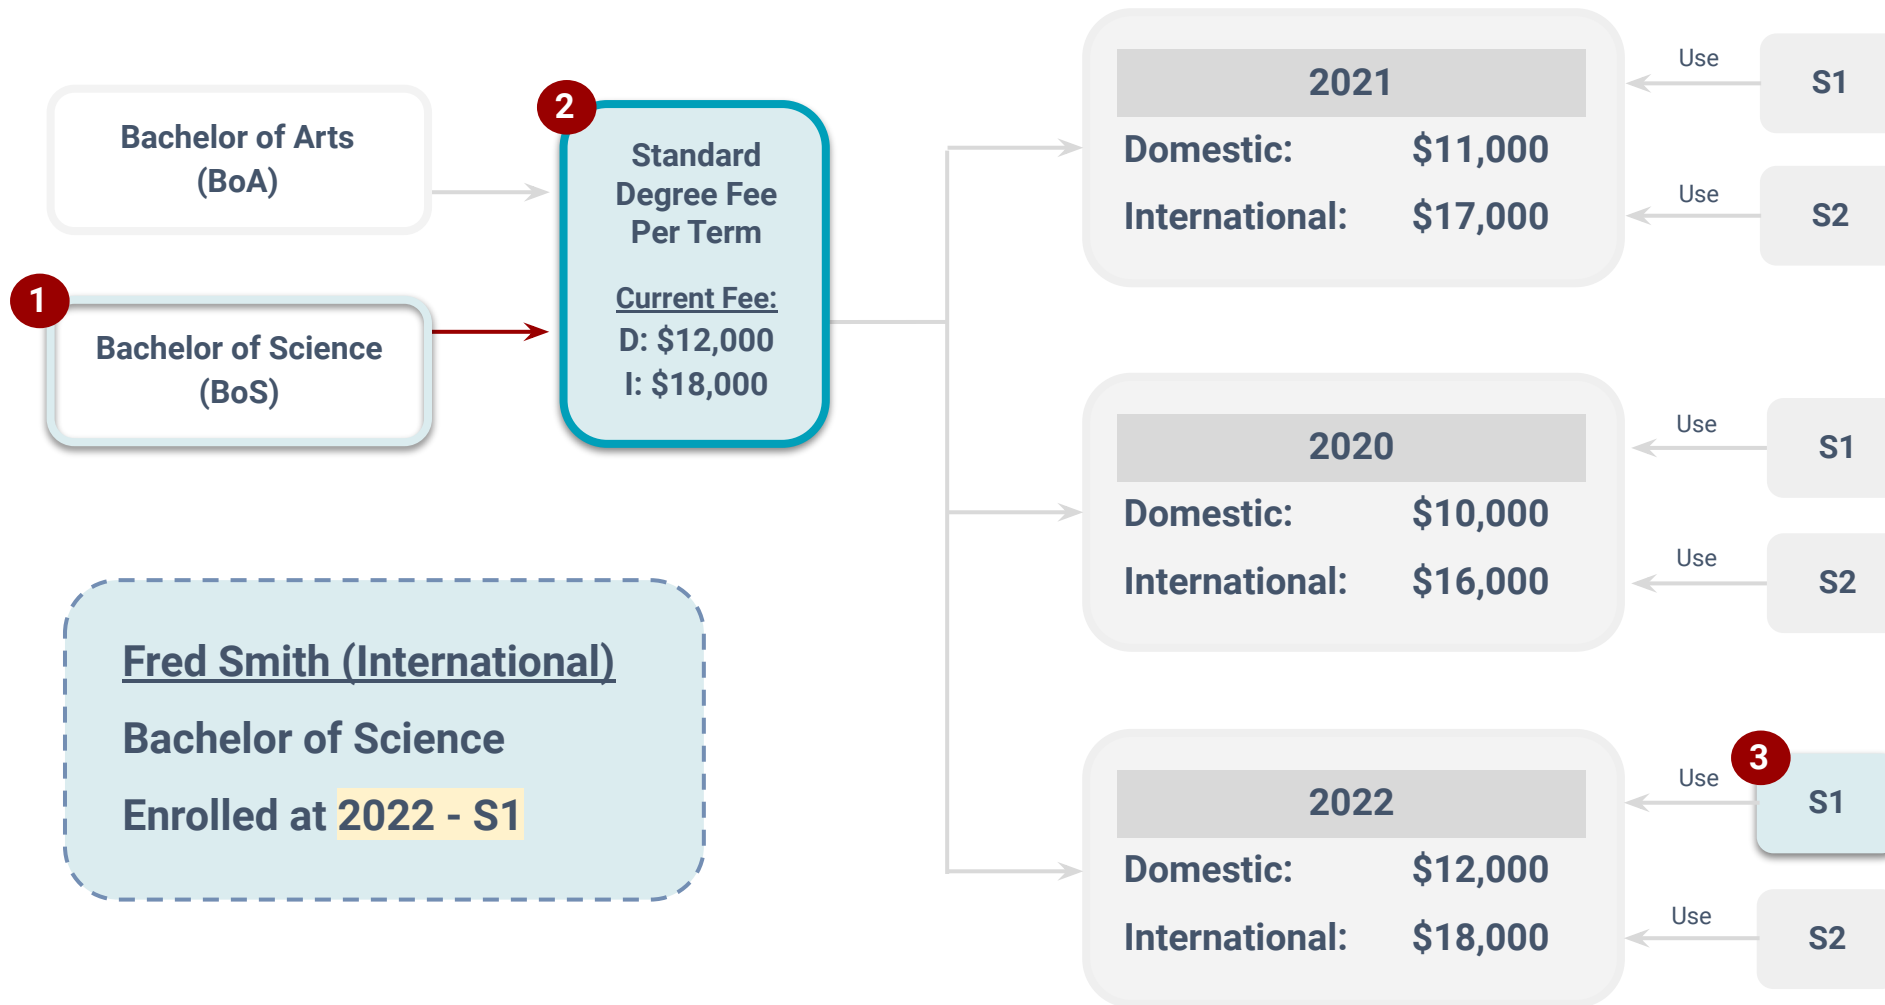 Bachelor of Arts
(BoA)
1
Bachelor of Science
(BoS)
2
Standard
Degree Fee
Per Term
Current Fee:
D: $12,000
I: $18,000
Fred Smith (International)
Bachelor of Science
Enrolled at 2022 - S1
2021
Domestic: $11,000
International: $17,000
Use
S1
Use
S2
2020
Domestic: $10,000
International: $16,000
Use
S1
Use
S2
2022
Domestic: $12,000
International: $18,000
3
Use
S1
Use
S2